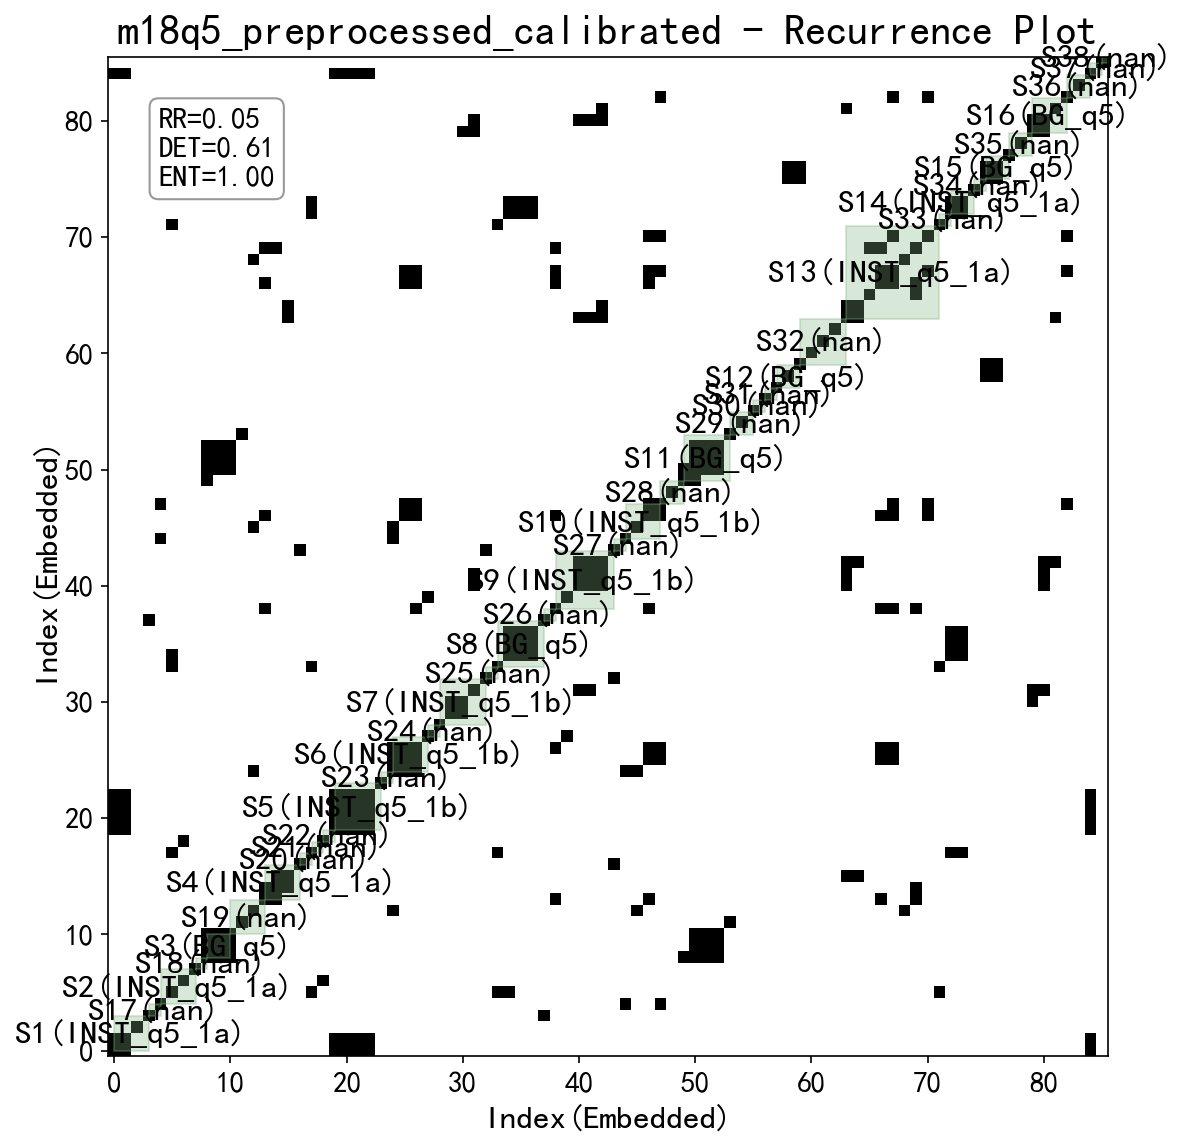 m18q5_preprocessed_calibrated - Recurrence Plot
RR=0.05
DET=0.61
ENT=1.00
S38(nan)
S37(nan)
S36(nan)
S16(BG_q5)
S35(nan)
S15(BG_q5)
S34(nan)
S14(INST_q5_1a)
S33(nan)
S13(INST_q5_1a)
S32(nan)
S12(BG_q5)
S31(nan)
S30(nan)
S29(nan)
S11(BG_q5)
S28(nan)
S10(INST_q5_1b)
S27(nan)
S9(INST_q5_1b)
S26(nan)
S8(BG_q5)
S25(nan)
S7(INST_q5_1b)
S24(nan)
S6(INST_q5_1b)
S23(nan)
S5(INST_q5_1b)
S22(nan)
S21(nan)
S20(nan)
S4(INST_q5_1a)
S19(nan)
S3(BG_q5)
S18(nan)
S2(INST_q5_1a)
S17(nan)
S1(INST_q5_1a)
80
70
60
50
40
30
20
10
0
Index(Embedded)
0 10 20 30 40 50 60 70 80
Index(Embedded)